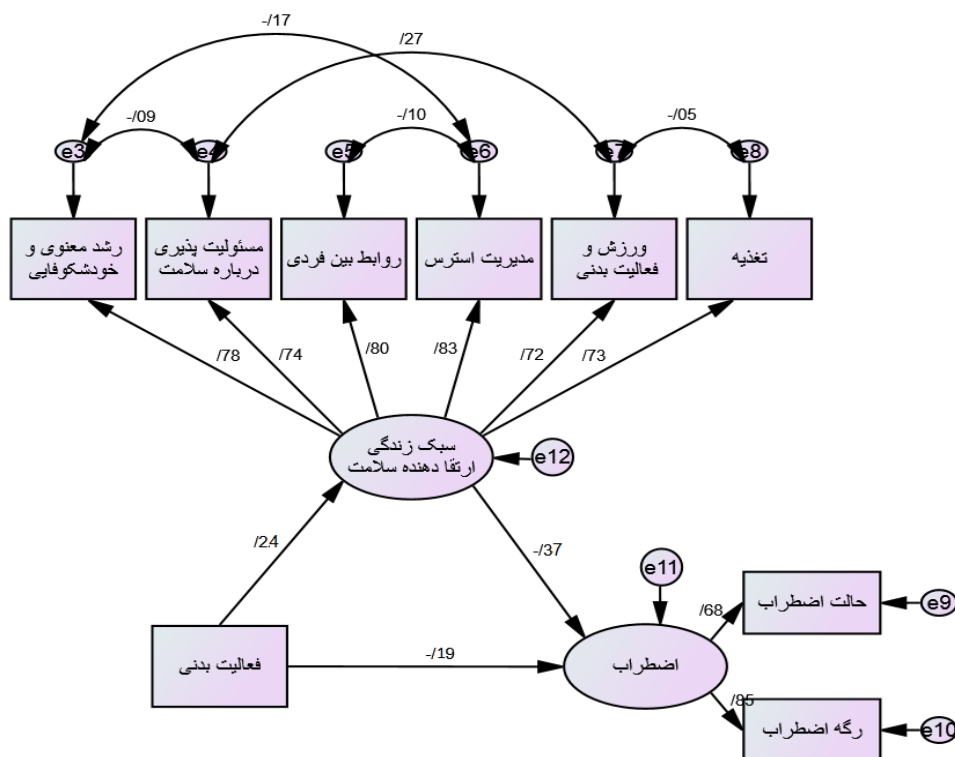 -/17
/27
-/09
-/10
-/05
e3
e4
e5
e6
e7
e8
رشد معنوی و
خودشکوفایی
مسئولیت پذیری
درباره سلامت
روابط بین فردی
مدیریت استرس
ورزش و
فعالیت بدنی
تغذیه
/78
/74
/80
/83
/72
/73
سبک زندگی
ارتقا دهنده سلامت
e12
/24
-/37
e11
/68
حالت اضطراب
e9
فعالیت بدنی
-/19
اضطراب
/85
رگه اضطراب
e10